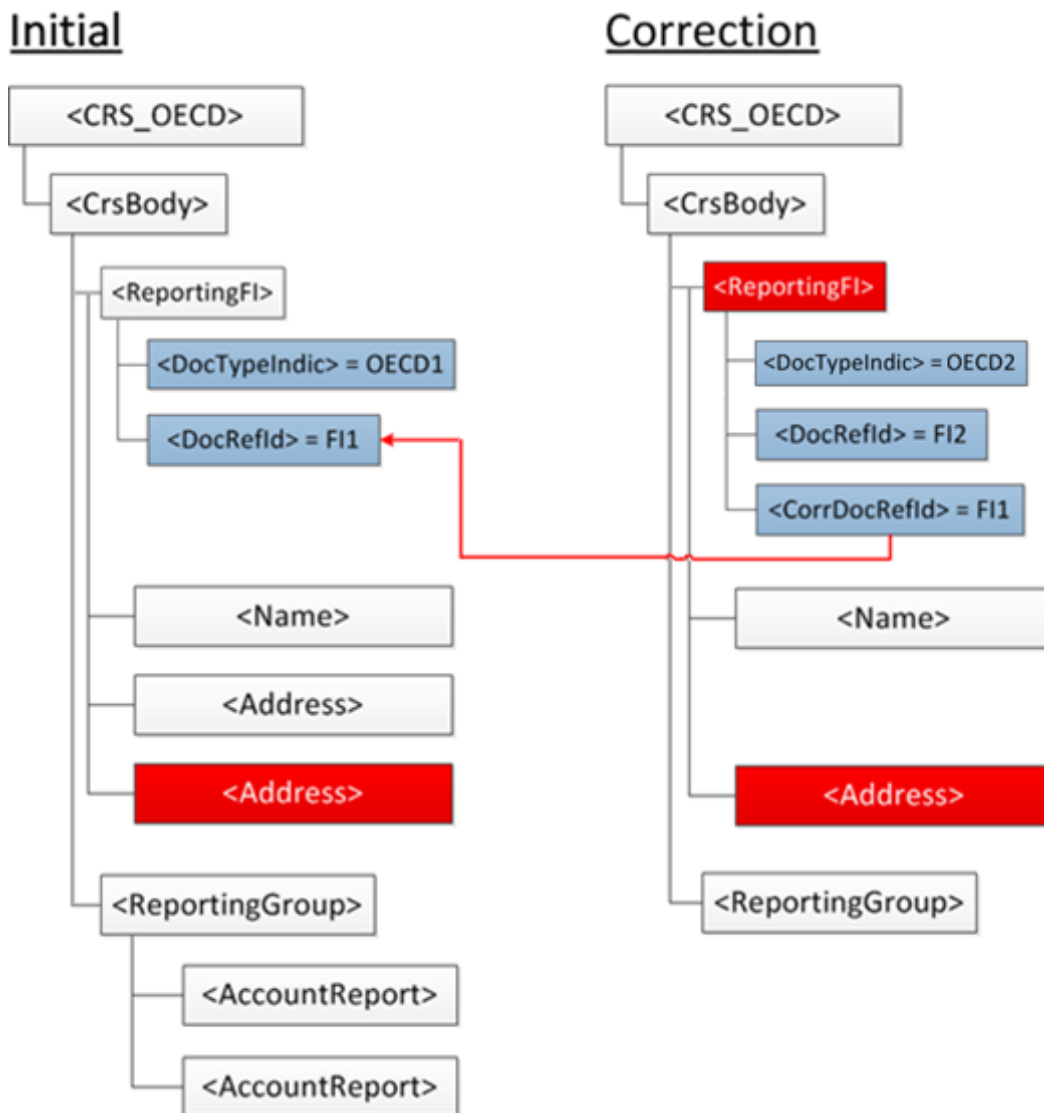 Initial
<CRS_OECD>
<CrsBody>
<ReportingFI>
<DocTypeIndic> = OECD1
<DocRefId> = FI1
<Name>
<Address>
<Address>
<ReportingGroup>
<AccountReport>
<AccountReport>
Correction
<CRS_OECD>
<CrsBody>
<ReportingFI>
<DocTypeIndic> = OECD2
<DocRefId> = FI2
<CorrDocRefId> = FI1
<Name>
<Address>
<ReportingGroup>